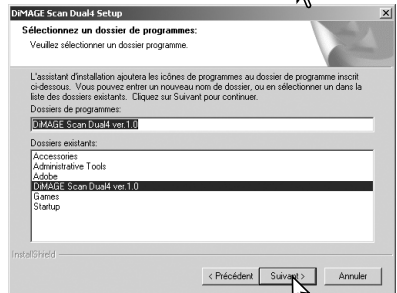 DiMAGE Scan Dual4 Setup
Sélectionnez un dossier de programmes:
Veuillez sélectionner un dossier programme.
L'assistant d'installation ajoutera les icônes de programmes au dossier de programme inscrit
ci-dessous. Vous pouvez entrer un nouveau nom de dossier, ou en sélectionner un dans la
liste des dossiers existants. Cliquez sur Suivant pour continuer.
Dossiers de programmes:
DiMAGE Scan Dual4 ver.1.0
Dossiers existants:
Accessories
Administrative Tools
Adobe
DiMAGE Scan Dual4 ver.1.0
Games
Startup
InstallShield
< Précédent Suivant > Annuler